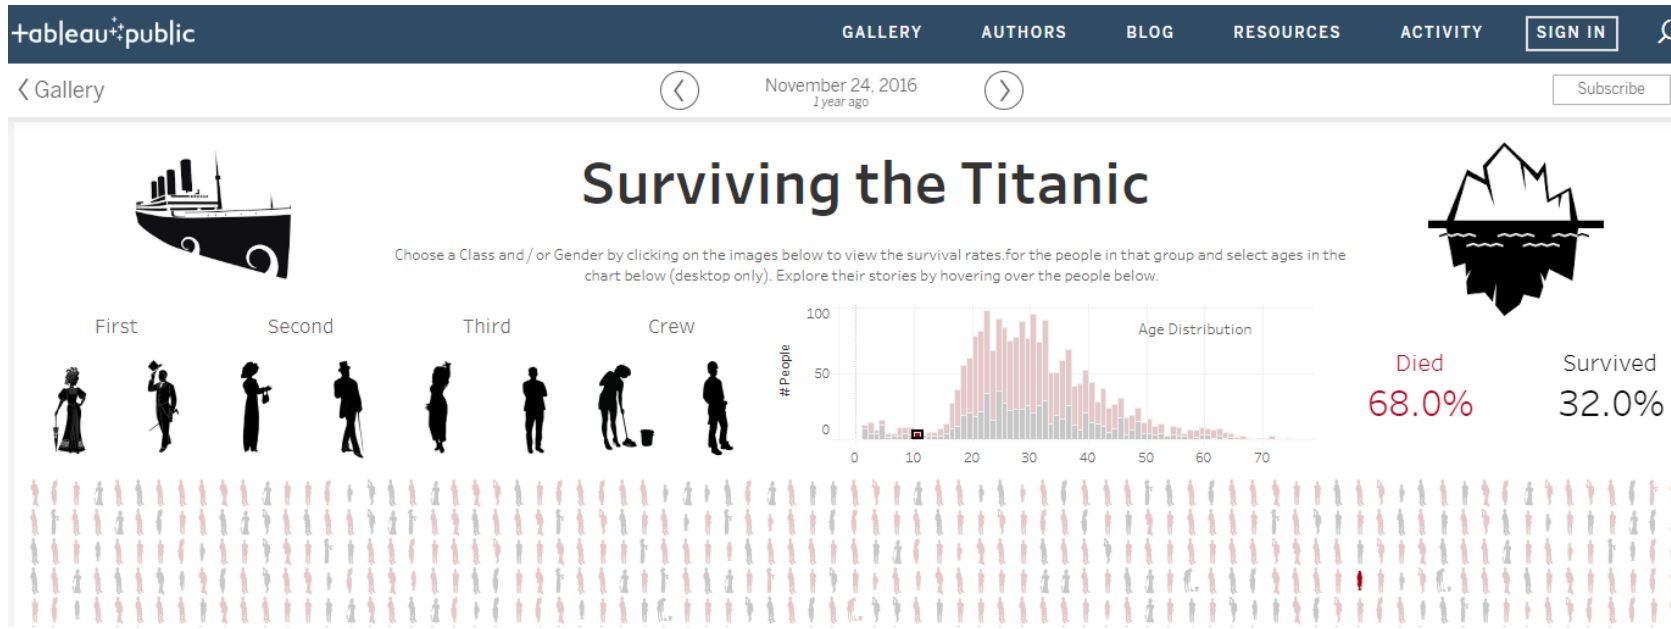 +ableau public
GALLERY
AUTHORS
BLOG
RESOURCES
ACTIVITY
SIGN IN
Gallery
November 24, 2016
1 year ago
Subscribe
Surviving the Titanic
Choose a Class and / or Gender by clicking on the images below to view the survival rates.for the people in that group and select ages in the
chart below (desktop only). Explore their stories by hovering over the people below.
First
Second
Third
Crew
# People
100
50
0
Age Distribution
0 10 20 30 40 50 60 70
Died
68.0%
Survived
32.0%